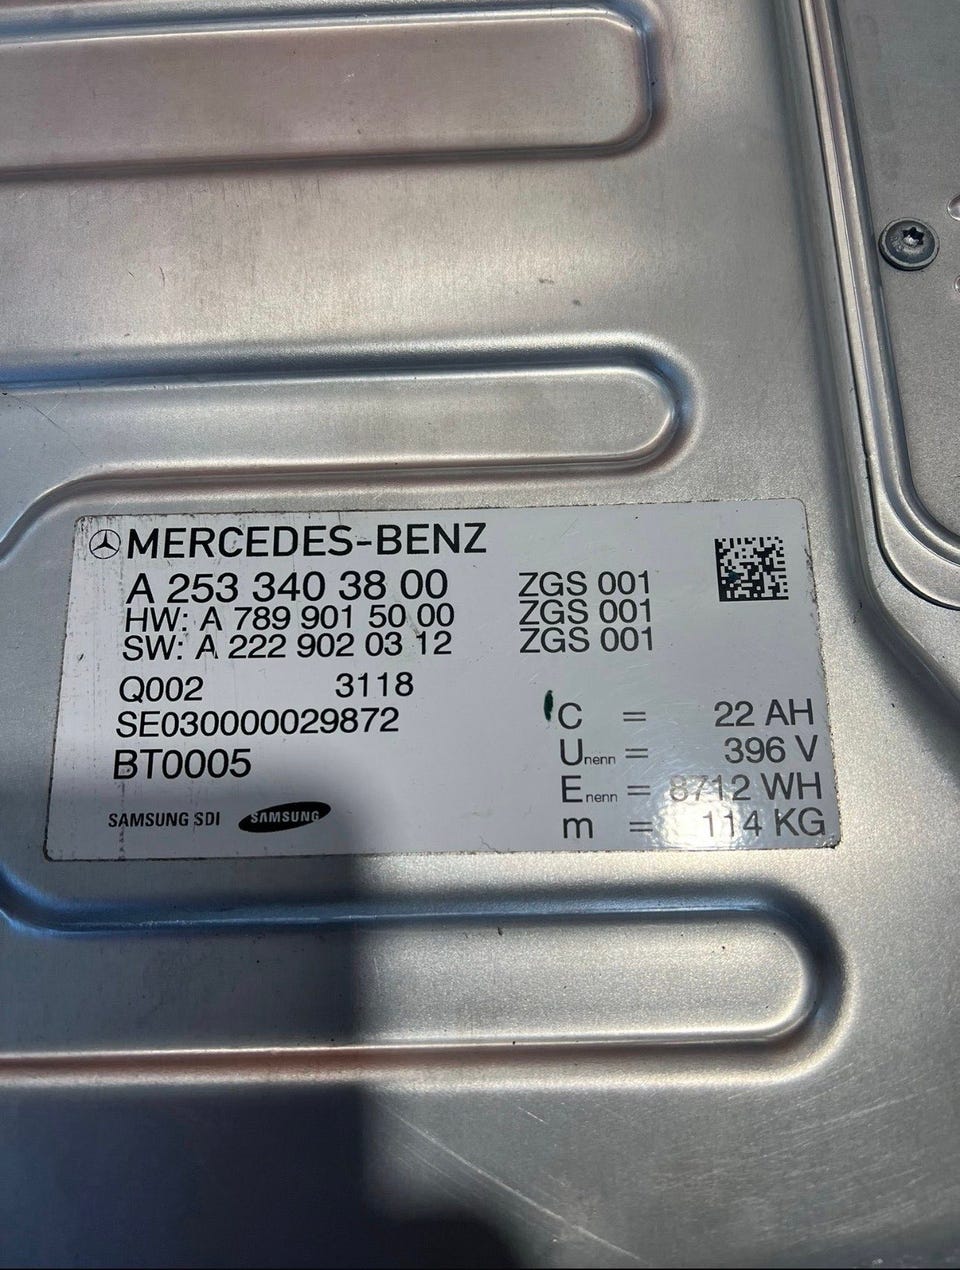 MERCEDES-BENZ
A 253 340 38 00 ZGS 001
HW: A 789 901 50 00 ZGS 001
SW: A 222 902 03 12 ZGS 001
Q002 3118
SE030000029872
BT0005
SAMSUNG SDI SAMSUNG
C = 22 AH
Unenn = 396 V
Enenn = 8712 WH
m = 114 KG